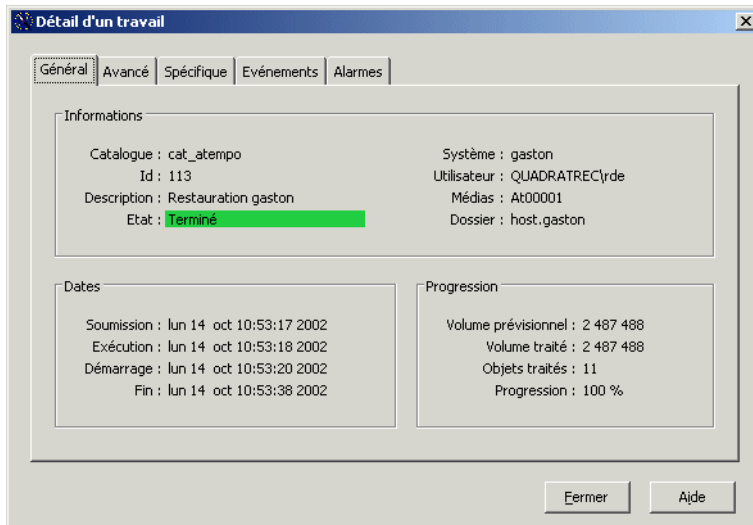 Détail d'un travail
Général Avancé Spécifique Evénements Alarmes
Informations
Catalogue : cat_atempo
Id : 113
Description : Restauration gaston
Etat : Terminé
Système : gaston
Utilisateur : QUADRATREC\rde
Médias : At00001
Dossier : host.gaston
Dates
Soumission : lun 14 oct 10:53:17 2002
Exécution : lun 14 oct 10:53:18 2002
Démarrage : lun 14 oct 10:53:20 2002
Fin : lun 14 oct 10:53:38 2002
Progression
Volume prévisionnel : 2 487 488
Volume traité : 2 487 488
Objets traités : 11
Progression : 100 %
Fermer Aide